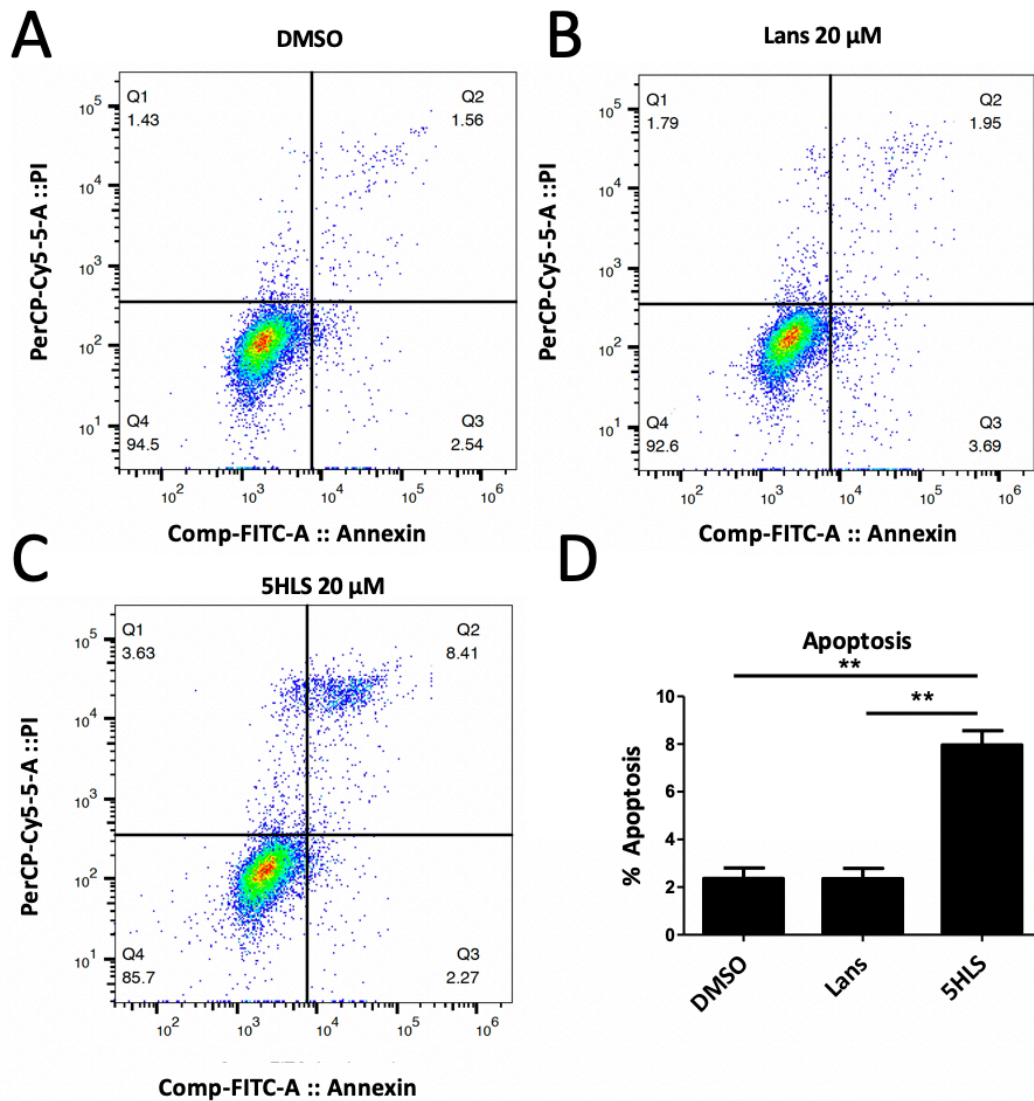 A
DMSO
Q1
1.43
Q2
1.56
Q4
94.5
Q3
2.54
10^5
10^4
10^3
10^2
10^1
10^2 10^3 10^4 10^5 10^6
PerCP-Cy5-5-A ::PI
Comp-FITC-A :: Annexin
B
Lans 20 µM
Q1
1.79
Q2
1.95
Q4
92.6
Q3
3.69
10^5
10^4
10^3
10^2
10^1
10^2 10^3 10^4 10^5 10^6
PerCP-Cy5-5-A ::PI
Comp-FITC-A :: Annexin
C
5HLS 20 µM
Q1
3.63
Q2
8.41
Q4
85.7
Q3
2.27
10^5
10^4
10^3
10^2
10^1
10^2 10^3 10^4 10^5 10^6
PerCP-Cy5-5-A ::PI
Comp-FITC-A :: Annexin
D
Apoptosis
**
**
10
8
6
4
2
0
% Apoptosis
DMSO
Lans
5HLS